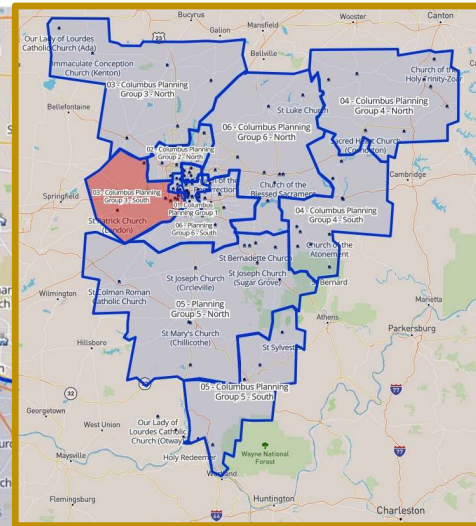 Bucyrus
Wooster
Canton
Our Lady of Lourdes
Catholic Church (Ada)
23
Galion
Mansfield
Bellville
Immaculate Conception
Church (Kenton)
03 - Columbus Planning
Group 3 - North
Church of the
Holy Trinity-Zoar
04 - Columbus Planning
Group 4 - North
Bellefontaine
St Luke Church
06 - Columbus Planning
Group 6 - North
02 - Columbus Planning
Group 2 - North
Cambridge
Springfield
03 - Columbus Planning
Group 3 - South
Church of the
Blessed Sacrament
01 - Columbus
Planning Group 1
St Patrick Church
(London)
04 - Columbus Planning
Group 4 - South
06 - Planning
Group 6 - South
Church of the
Atonement
St Bernadette Church
Wilmington
St Joseph Church
(Circleville)
St Joseph Church
(Sugar Grove)
St Bernard
St Colman Roman
Catholic Church
Marietta
05 - Planning
Group 5 - North
Athens
Parkersburg
Hillsboro
St Mary's Church
(Chillicothe)
St Sylvester
77
32
05 - Columbus Planning
Group 5 - South
Georgetown
West Union
Our Lady of
Lourdes Catholic
Church (Otway)
Maysville
Holy Redeemer
Wayne National
Forest
77
Flemingsburg
Huntington
64
Charleston